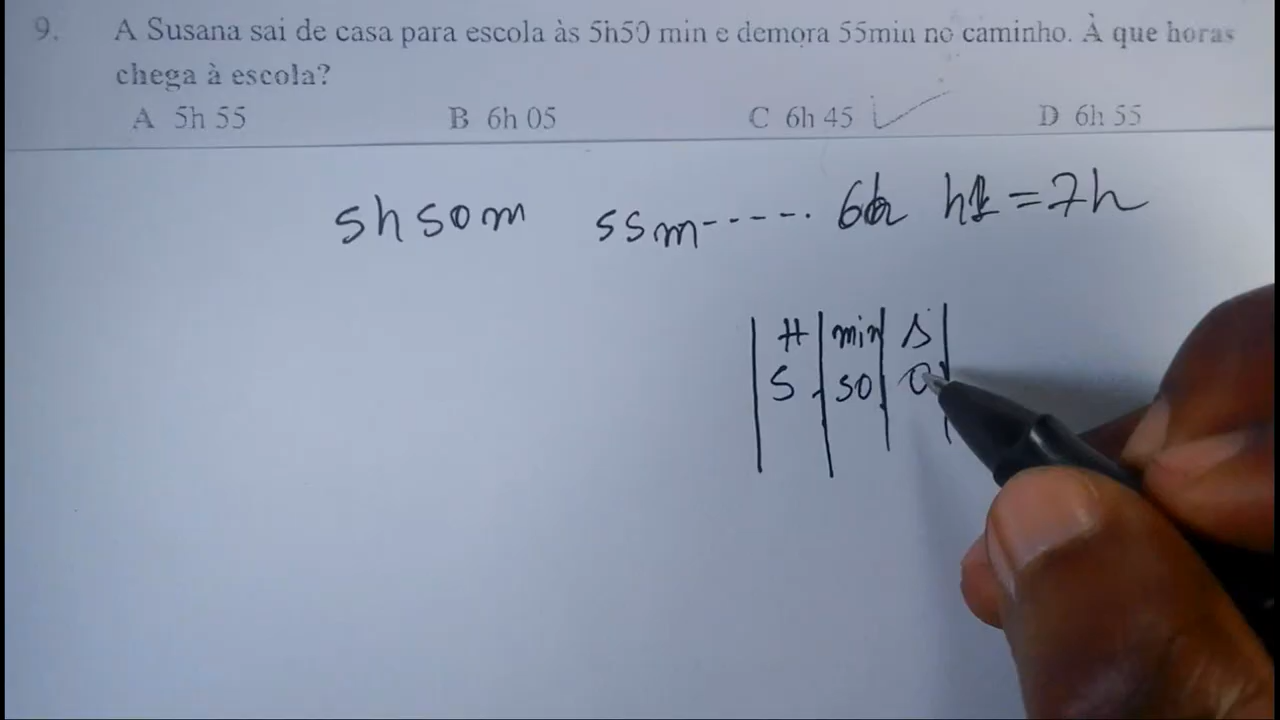 9. A Susana sai de casa para escola às 5h50 min e demora 55min no caminho. À que horas
chega à escola?
A 5h 55 B 6h 05 C 6h 45 D 6h 55
5h50m 55m-----. 6h h1=7h
H min s
5 50 0